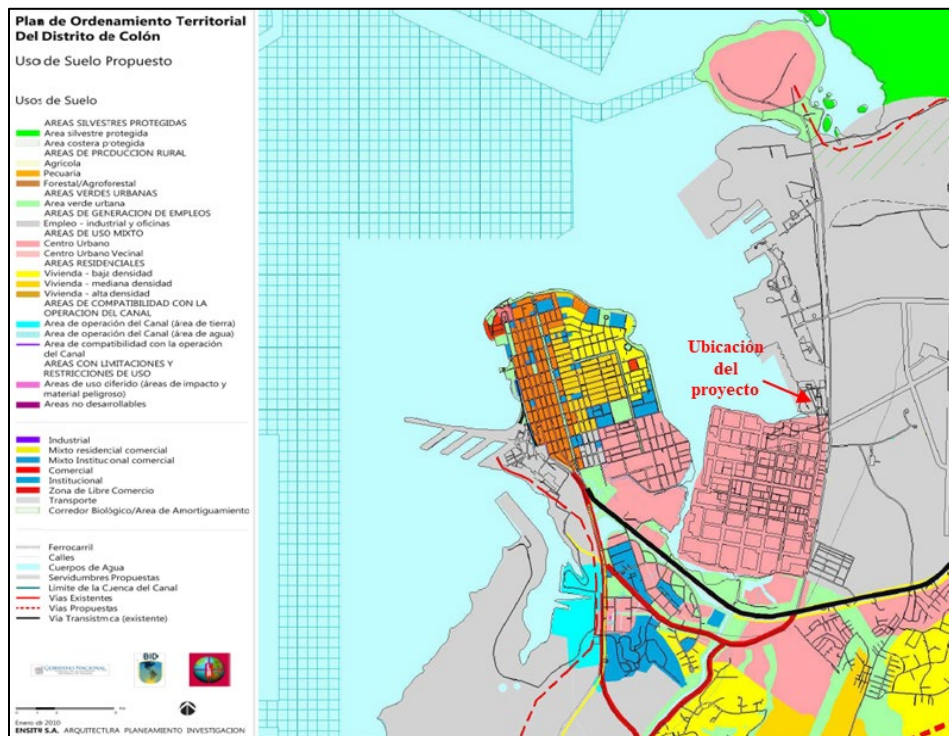 Plan de Ordenamiento Territorial
Del Distrito de Colón
Uso de Suelo Propuesto
Usos de Suelo
AREAS SILVESTRES PROTEGIDAS
Area silvestre protegida
Area costera protegida
AREAS DE PRODUCCION RURAL
Agricola
Pecuaria
Forestal/Agroforestal
AREAS VERDES URBANAS
Area verde urbana
AREAS DE GENERACION DE EMPLEOS
Empleo - industrial y oficinas
AREAS DE USO MIXTO
Centro Urbano
Centro Urbano Vecinal
AREAS RESIDENCIALES
Vivienda - baja densidad
Vivienda - mediana densidad
Vivienda - alta densidad
AREAS DE COMPATIBILIDAD CON LA
OPERACION DEL CANAL
Area de operación del Canal (área de tierra)
Area de operación del Canal (área de agua)
Area de compatibilidad con la operación
del Canal
AREAS CON LIMITACIONES Y
RESTRICCIONES DE USO
Areas de uso diferido (áreas de impacto y
material peligroso)
Areas no desarrollables
Industrial
Mixto residencial comercial
Mixto Institucional comercial
Comercial
Institucional
Zona de Libre Comercio
Transporte
Corredor Biológico/Area de Amortiguamiento
Ferrocarril
Calles
Cuerpos de Agua
Servidumbres Propuestas
Limite de la Cuenca del Canal
Vias Existentes
Vias Propuestas
Via Transistmica (existente)
GOBIERNO NACIONAL
BID
Enero de 2010
ENSITU S.A. ARQUITECTURA PLANEAMIENTO INVESTIGACION
Ubicación
del
proyecto